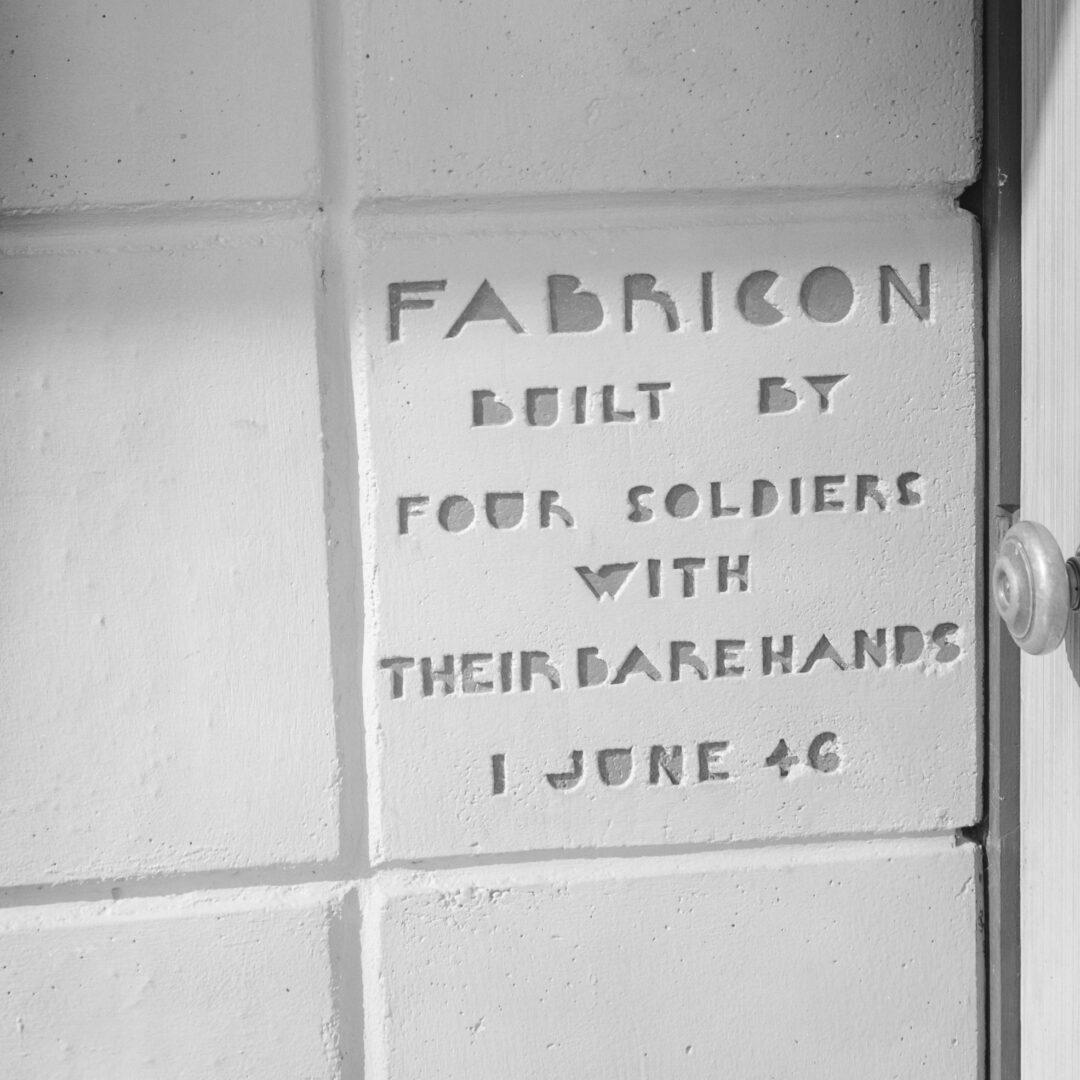 FABRICON
BUILT BY
FOUR SOLDIERS
WITH
THEIR BARE HANDS
1 JUNE 46